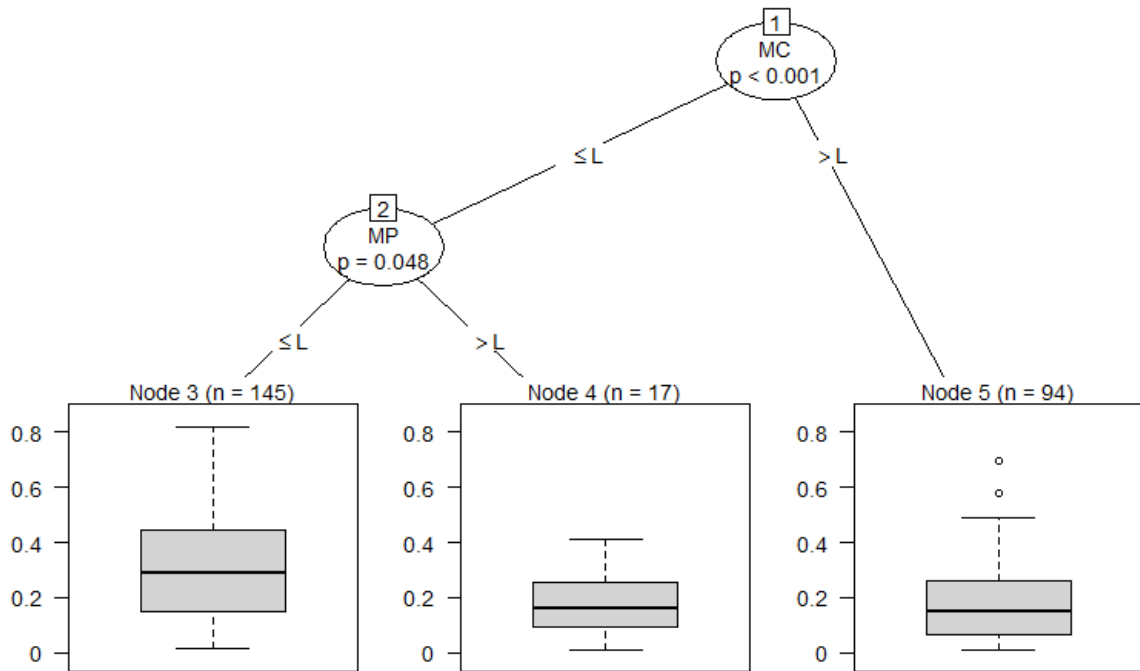 1
MC
p < 0.001
≤ L
> L
2
MP
p = 0.048
≤ L
> L
Node 3 (n = 145)
Node 4 (n = 17)
Node 5 (n = 94)
0.8
0.6
0.4
0.2
0
0.8
0.6
0.4
0.2
0
0.8
0.6
0.4
0.2
0